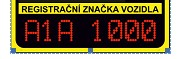 REGISTRAČNÍ ZNAČKA VOZIDLA
A1A 1000